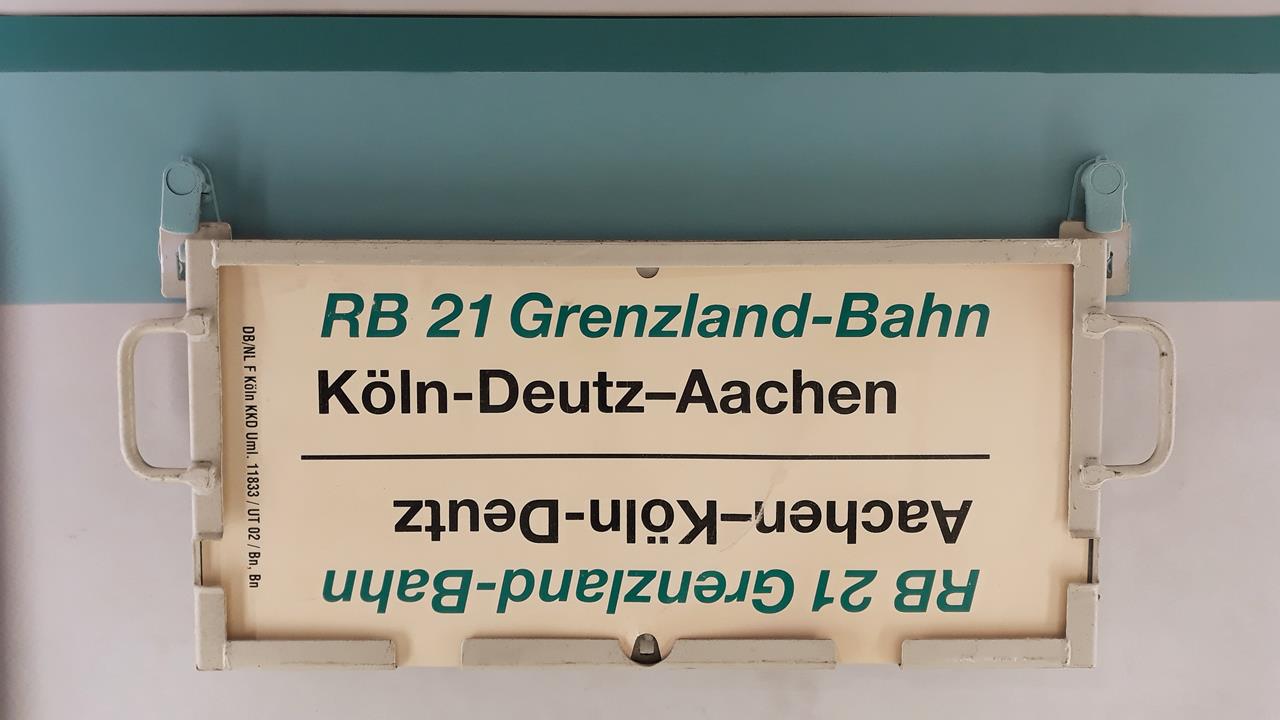 RB 21 Grenzland-Bahn
Köln-Deutz–Aachen
Aachen–Köln-Deutz
RB 21 Grenzland-Bahn
DB/NL F Köln KKD Uml. 11833 / UT 02 / Bn, Bn